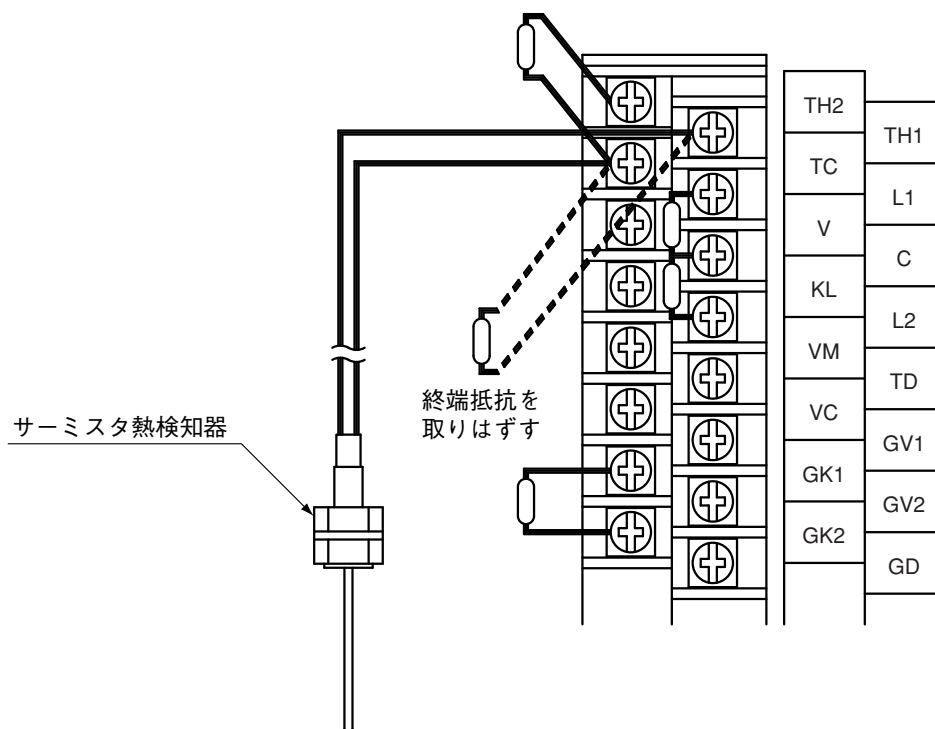 TH2
TH1
TC
L1
V
C
KL
L2
VM
TD
VC
GV1
GK1
GV2
GK2
GD
終端抵抗を
取りはずす
サーミスタ熱検知器